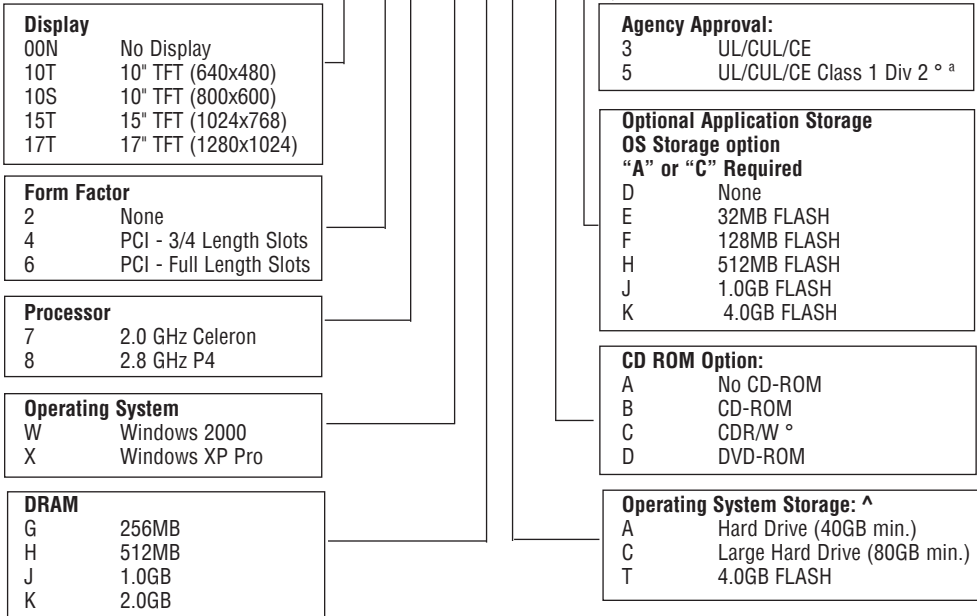 Display
00N No Display
10T 10" TFT (640x480)
10S 10" TFT (800x600)
15T 15" TFT (1024x768)
17T 17" TFT (1280x1024)
Form Factor
2 None
4 PCI - 3/4 Length Slots
6 PCI - Full Length Slots
Processor
7 2.0 GHz Celeron
8 2.8 GHz P4
Operating System
W Windows 2000
X Windows XP Pro
DRAM
G 256MB
H 512MB
J 1.0GB
K 2.0GB
Agency Approval:
3 UL/CUL/CE
5 UL/CUL/CE Class 1 Div 2 ° ª
Optional Application Storage
OS Storage option
“A” or “C” Required
D None
E 32MB FLASH
F 128MB FLASH
H 512MB FLASH
J 1.0GB FLASH
K 4.0GB FLASH
CD ROM Option:
A No CD-ROM
B CD-ROM
C CDR/W °
D DVD-ROM
Operating System Storage: ^
A Hard Drive (40GB min.)
C Large Hard Drive (80GB min.)
T 4.0GB FLASH